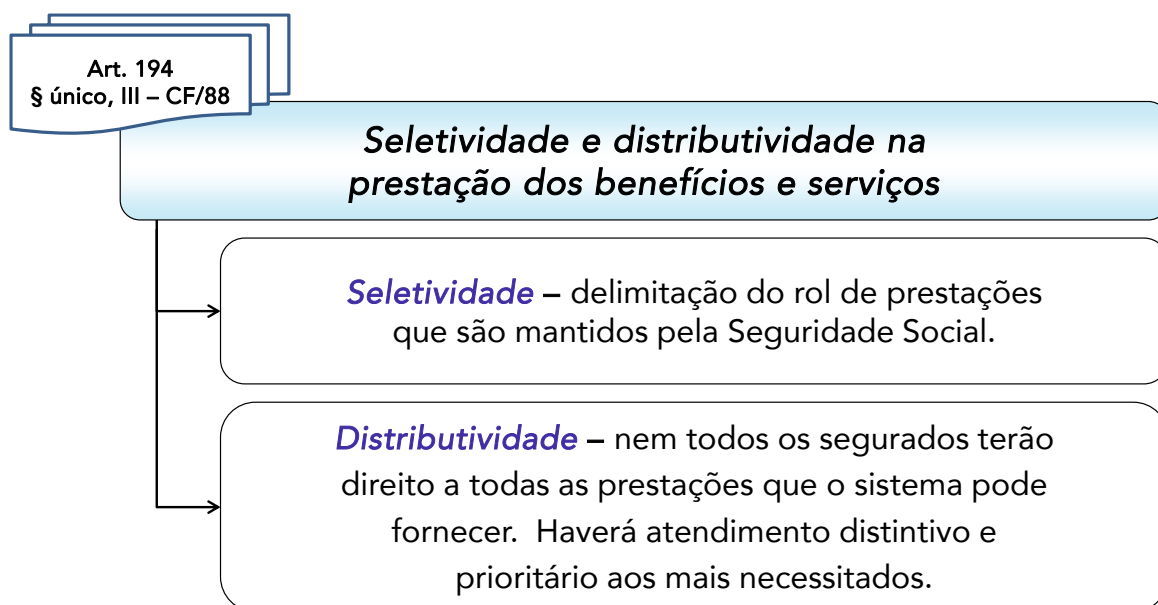 Art. 194
§ único, III – CF/88
Seletividade e distributividade na
prestação dos benefícios e serviços
Seletividade – delimitação do rol de prestações
que são mantidos pela Seguridade Social.
Distributividade – nem todos os segurados terão
direito a todas as prestações que o sistema pode
fornecer. Haverá atendimento distintivo e
prioritário aos mais necessitados.